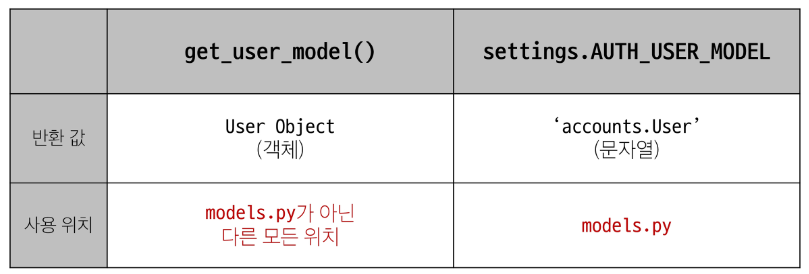 get_user_model()
settings.AUTH_USER_MODEL
반환 값
User Object
(객체)
‘accounts.User’
(문자열)
사용 위치
models.py가 아닌
다른 모든 위치
models.py